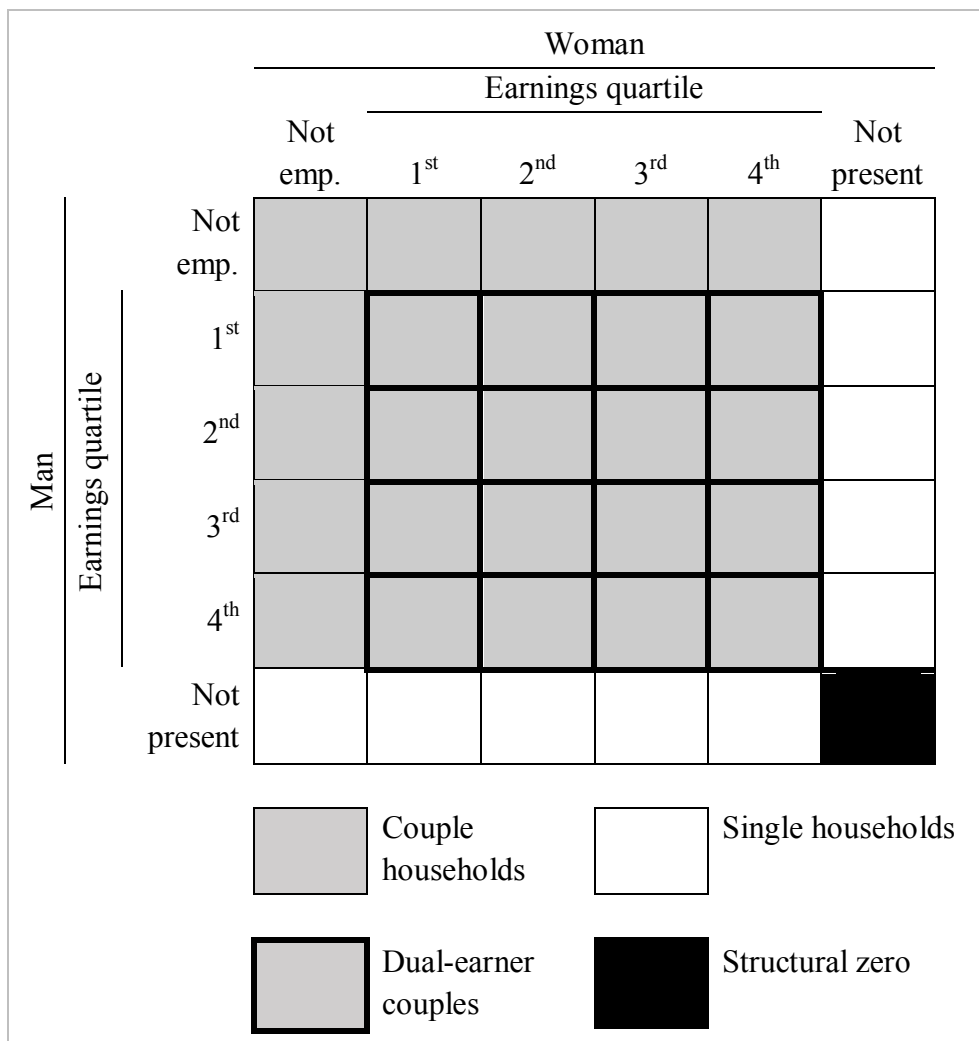 Woman
Earnings quartile
Not
emp.
1st
2nd
3rd
4th
Not
present
Man
Earnings quartile
Not
emp.
1st
2nd
3rd
4th
Not
present
Couple
households
Single households
Dual-earner
couples
Structural zero